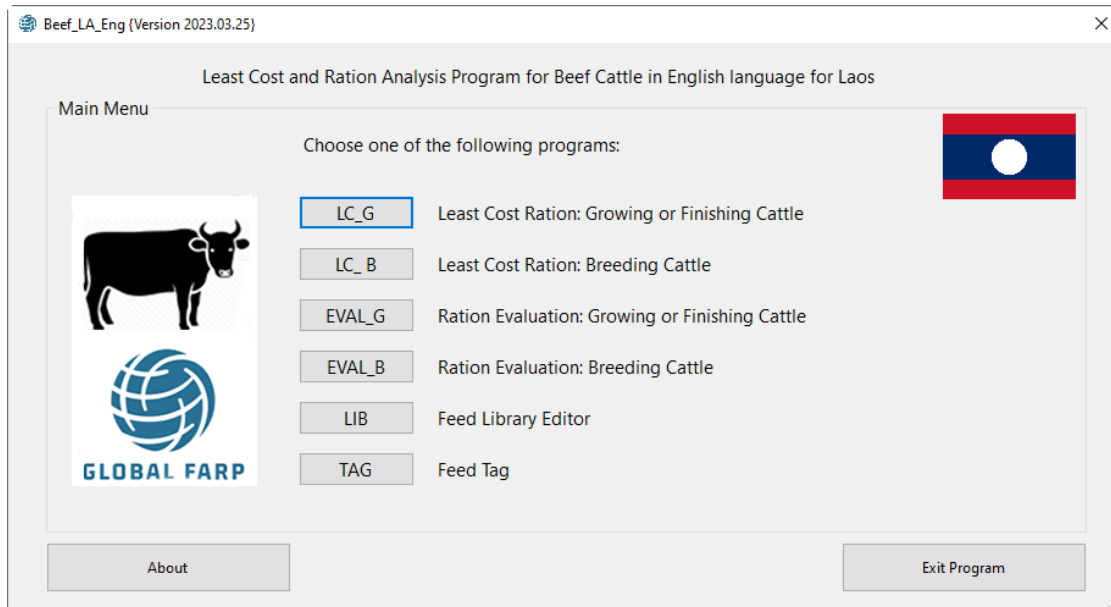 Beef_LA_Eng {Version 2023.03.25}
Least Cost and Ration Analysis Program for Beef Cattle in English language for Laos
Main Menu
Choose one of the following programs:
LC_G Least Cost Ration: Growing or Finishing Cattle
LC_ B Least Cost Ration: Breeding Cattle
EVAL_G Ration Evaluation: Growing or Finishing Cattle
EVAL_B Ration Evaluation: Breeding Cattle
LIB Feed Library Editor
TAG Feed Tag
GLOBAL FARP
About Exit Program